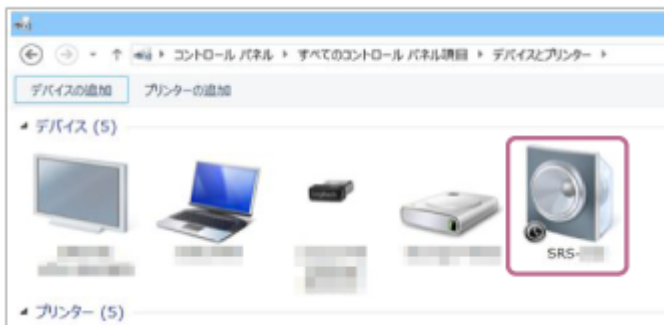 コントロール パネル ▸ すべてのコントロール パネル項目 ▸ デバイスとプリンター ▸
デバイスの追加 プリンターの追加
デバイス (5)
SRS-
プリンター (5)